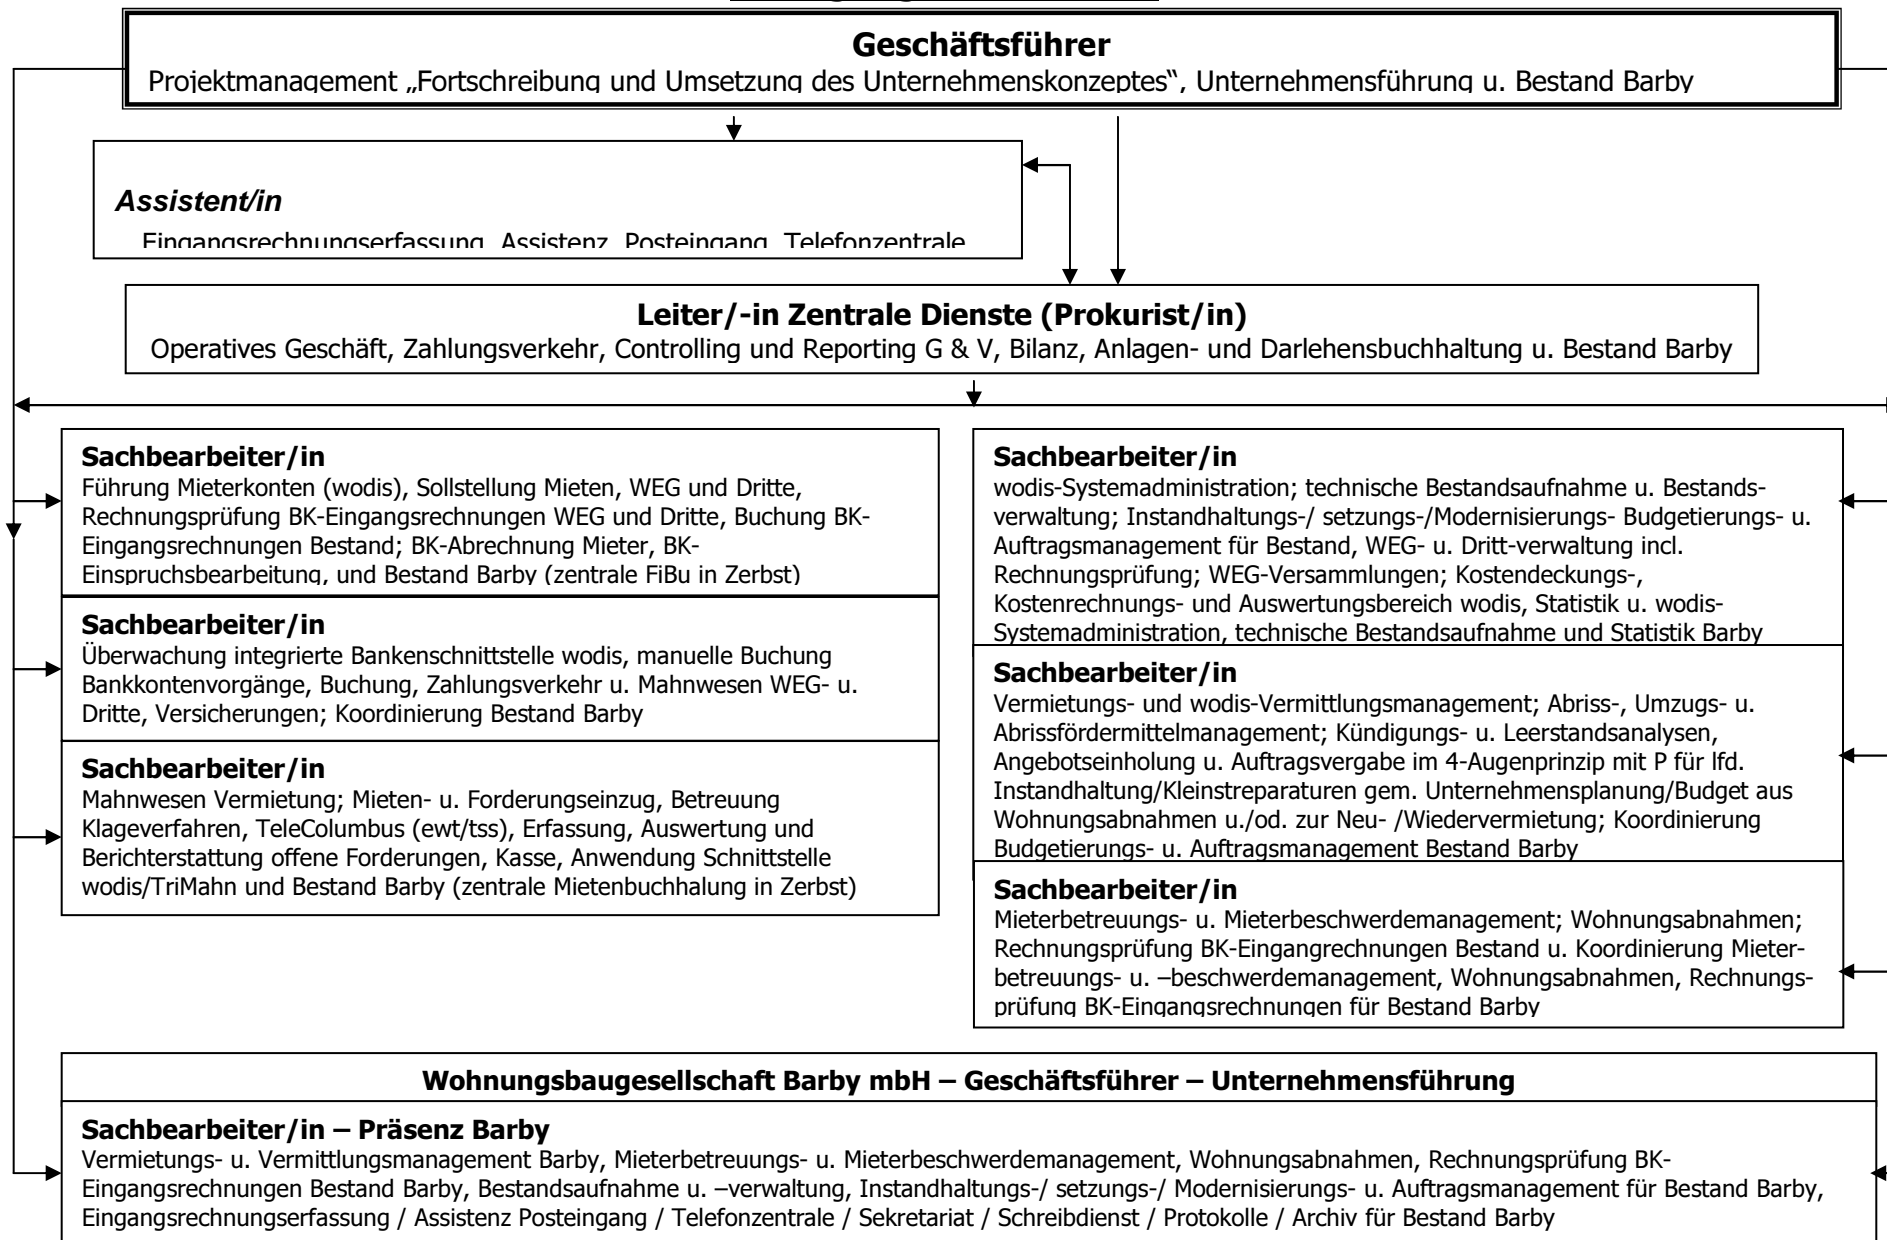 Geschäftsführer
Projektmanagement „Fortschreibung und Umsetzung des Unternehmenskonzeptes“, Unternehmensführung u. Bestand Barby
Assistent/in
Eingangsrechnungserfassung Assistenz Posteingang Telefonzentrale
Leiter/-in Zentrale Dienste (Prokurist/in)
Operatives Geschäft, Zahlungsverkehr, Controlling und Reporting G & V, Bilanz, Anlagen- und Darlehensbuchhaltung u. Bestand Barby
Sachbearbeiter/in
Führung Mieterkonten (wodis), Sollstellung Mieten, WEG und Dritte,
Rechnungsprüfung BK-Eingangsrechnungen WEG und Dritte, Buchung BK-
Eingangsrechnungen Bestand; BK-Abrechnung Mieter, BK-
Einspruchsbearbeitung, und Bestand Barby (zentrale FiBu in Zerbst)
Sachbearbeiter/in
Überwachung integrierte Bankenschnittstelle wodis, manuelle Buchung
Bankkontenvorgänge, Buchung, Zahlungsverkehr u. Mahnwesen WEG- u.
Dritte, Versicherungen; Koordinierung Bestand Barby
Sachbearbeiter/in
Mahnwesen Vermietung; Mieten- u. Forderungseinzug, Betreuung
Klageverfahren, TeleColumbus (ewt/tss), Erfassung, Auswertung und
Berichterstattung offene Forderungen, Kasse, Anwendung Schnittstelle
wodis/TriMahn und Bestand Barby (zentrale Mietenbuchhalung in Zerbst)
Sachbearbeiter/in
wodis-Systemadministration; technische Bestandsaufnahme u. Bestands-
verwaltung; Instandhaltungs-/ setzungs-/Modernisierungs- Budgetierungs- u.
Auftragsmanagement für Bestand, WEG- u. Dritt-verwaltung incl.
Rechnungsprüfung; WEG-Versammlungen; Kostendeckungs-,
Kostenrechnungs- und Auswertungsbereich wodis, Statistik u. wodis-
Systemadministration, technische Bestandsaufnahme und Statistik Barby
Sachbearbeiter/in
Vermietungs- und wodis-Vermittlungsmanagement; Abriss-, Umzugs- u.
Abrissfördermittelmanagement; Kündigungs- u. Leerstandsanalysen,
Angebotseinholung u. Auftragsvergabe im 4-Augenprinzip mit P für lfd.
Instandhaltung/Kleinstreparaturen gem. Unternehmensplanung/Budget aus
Wohnungsabnahmen u./od. zur Neu- /Wiedervermietung; Koordinierung
Budgetierungs- u. Auftragsmanagement Bestand Barby
Sachbearbeiter/in
Mieterbetreuungs- u. Mieterbeschwerdemanagement; Wohnungsabnahmen;
Rechnungsprüfung BK-Eingangrechnungen Bestand u. Koordinierung Mieter-
betreuungs- u. –beschwerdemanagement, Wohnungsabnahmen, Rechnungs-
prüfung BK-Eingangsrechnungen für Bestand Barby
Wohnungsbaugesellschaft Barby mbH – Geschäftsführer – Unternehmensführung
Sachbearbeiter/in – Präsenz Barby
Vermietungs- u. Vermittlungsmanagement Barby, Mieterbetreuungs- u. Mieterbeschwerdemanagement, Wohnungsabnahmen, Rechnungsprüfung BK-
Eingangsrechnungen Bestand Barby, Bestandsaufnahme u. –verwaltung, Instandhaltungs-/ setzungs-/ Modernisierungs- u. Auftragsmanagement für Bestand Barby,
Eingangsrechnungserfassung / Assistenz Posteingang / Telefonzentrale / Sekretariat / Schreibdienst / Protokolle / Archiv für Bestand Barby